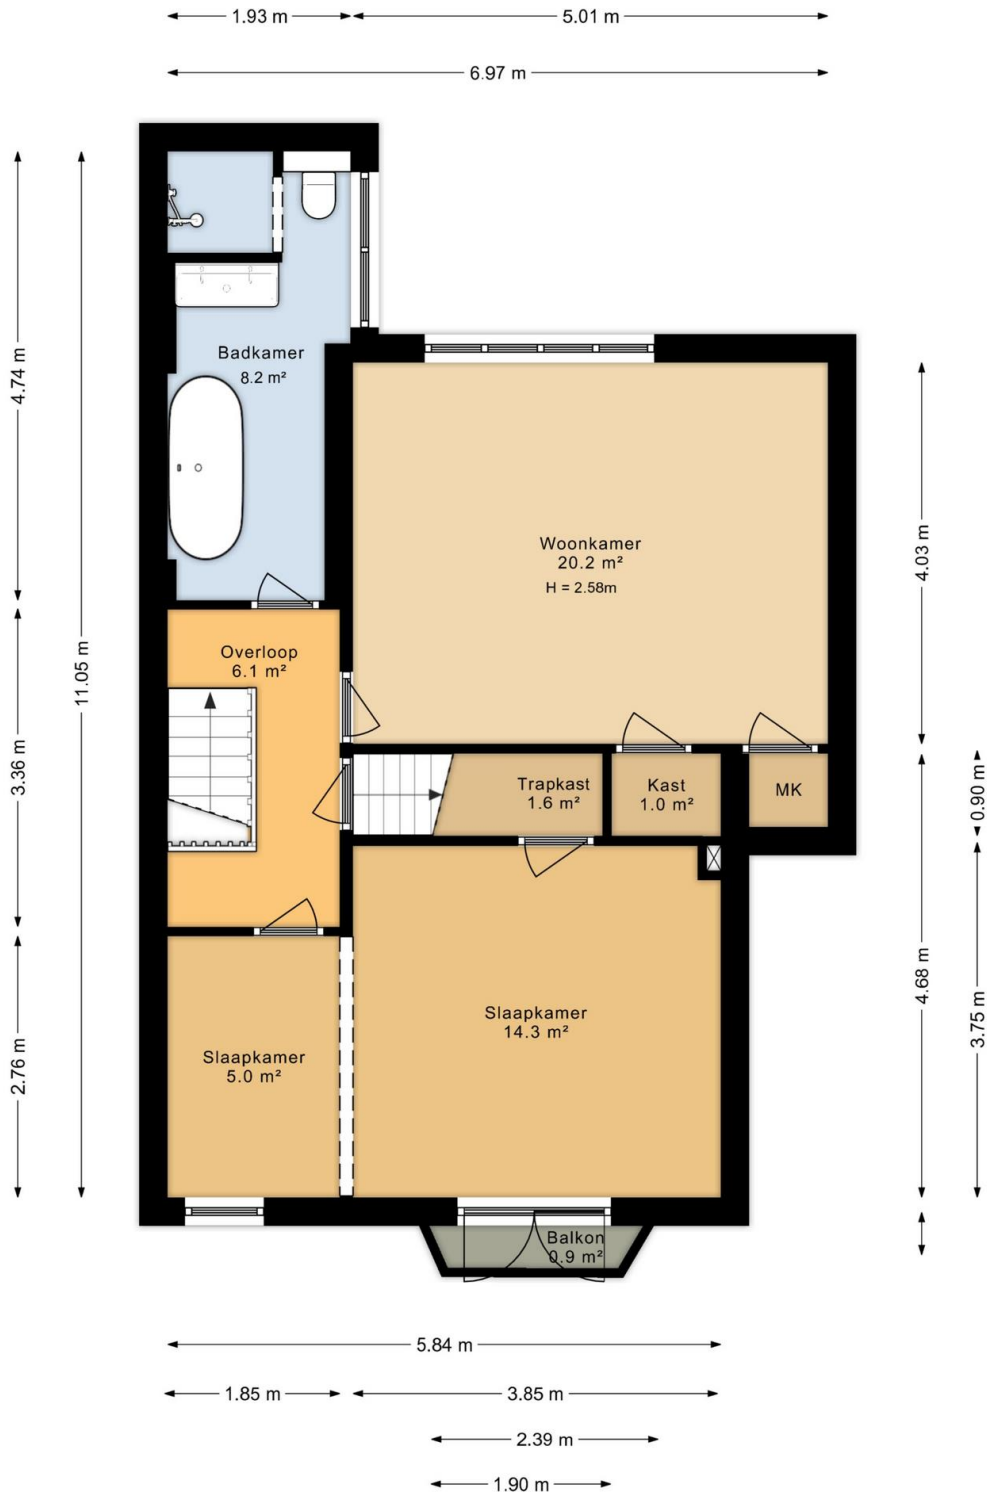 1.93 m
5.01 m
6.97 m
4.74 m
11.05 m
3.36 m
2.76 m
Badkamer
8.2 m²
Woonkamer
20.2 m²
H = 2.58m
4.03 m
Overloop
6.1 m²
Trapkast
1.6 m²
Kast
1.0 m²
MK
0.90 m
4.68 m
3.75 m
Slaapkamer
14.3 m²
Slaapkamer
5.0 m²
Balkon
0.9 m²
5.84 m
1.85 m
3.85 m
2.39 m
1.90 m